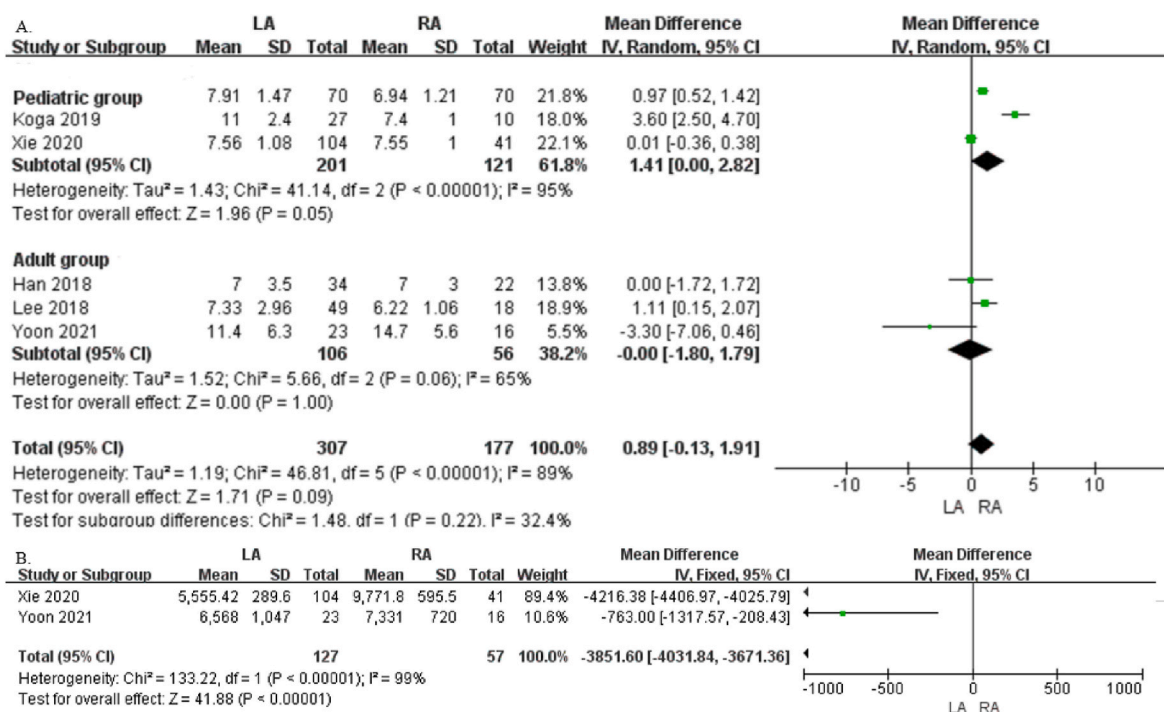 A. LA RA Mean Difference Mean Difference
Study or Subgroup Mean SD Total Mean SD Total Weight IV, Random, 95% CI IV, Random, 95% CI
Pediatric group 7.91 1.47 70 6.94 1.21 70 21.8% 0.97 [0.52, 1.42]
Koga 2019 11 2.4 27 7.4 1 10 18.0% 3.60 [2.50, 4.70]
Xie 2020 7.56 1.08 104 7.55 1 41 22.1% 0.01 [-0.36, 0.38]
Subtotal (95% CI) 201 121 61.8% 1.41 [0.00, 2.82]
Heterogeneity: Tau² = 1.43; Chi² = 41.14, df = 2 (P < 0.00001); I² = 95%
Test for overall effect: Z = 1.96 (P = 0.05)
Adult group
Han 2018 7 3.5 34 7 3 22 13.8% 0.00 [-1.72, 1.72]
Lee 2018 7.33 2.96 49 6.22 1.06 18 18.9% 1.11 [0.15, 2.07]
Yoon 2021 11.4 6.3 23 14.7 5.6 16 5.5% -3.30 [-7.06, 0.46]
Subtotal (95% CI) 106 56 38.2% -0.00 [-1.80, 1.79]
Heterogeneity: Tau² = 1.52; Chi² = 5.66, df = 2 (P = 0.06); I² = 65%
Test for overall effect: Z = 0.00 (P = 1.00)
Total (95% CI) 307 177 100.0% 0.89 [-0.13, 1.91]
Heterogeneity: Tau² = 1.19; Chi² = 46.81, df = 5 (P < 0.00001); I² = 89%
Test for overall effect: Z = 1.71 (P = 0.09)
Test for subgroup differences: Chi² = 1.48, df = 1 (P = 0.22), I² = 32.4%
-10 -5 0 5 10
LA RA
B. LA RA Mean Difference Mean Difference
Study or Subgroup Mean SD Total Mean SD Total Weight IV, Fixed, 95% CI IV, Fixed, 95% CI
Xie 2020 5,555.42 289.6 104 9,771.8 595.5 41 89.4% -4216.38 [-4406.97, -4025.79]
Yoon 2021 6,568 1,047 23 7,331 720 16 10.6% -763.00 [-1317.57, -208.43]
Total (95% CI) 127 57 100.0% -3851.60 [-4031.84, -3671.36]
Heterogeneity: Chi² = 133.22, df = 1 (P < 0.00001); I² = 99%
Test for overall effect: Z = 41.88 (P < 0.00001)
-1000 -500 0 500 1000
LA RA